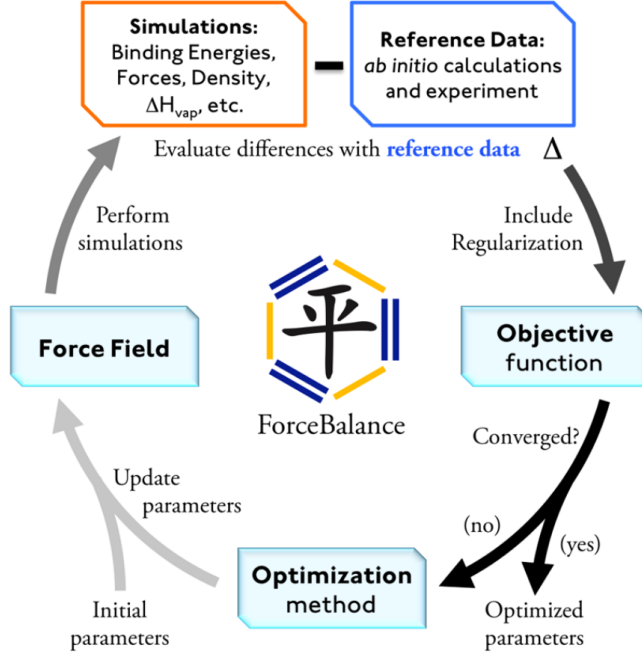 Simulations:
Binding Energies,
Forces, Density,
ΔHvap, etc.
Reference Data:
ab initio calculations
and experiment
Evaluate differences with reference data Δ
Perform
simulations
Include
Regularization
平
ForceBalance
Force Field
Objective
function
Converged?
(no)
(yes)
Update
parameters
Optimization
method
Initial
parameters
Optimized
parameters